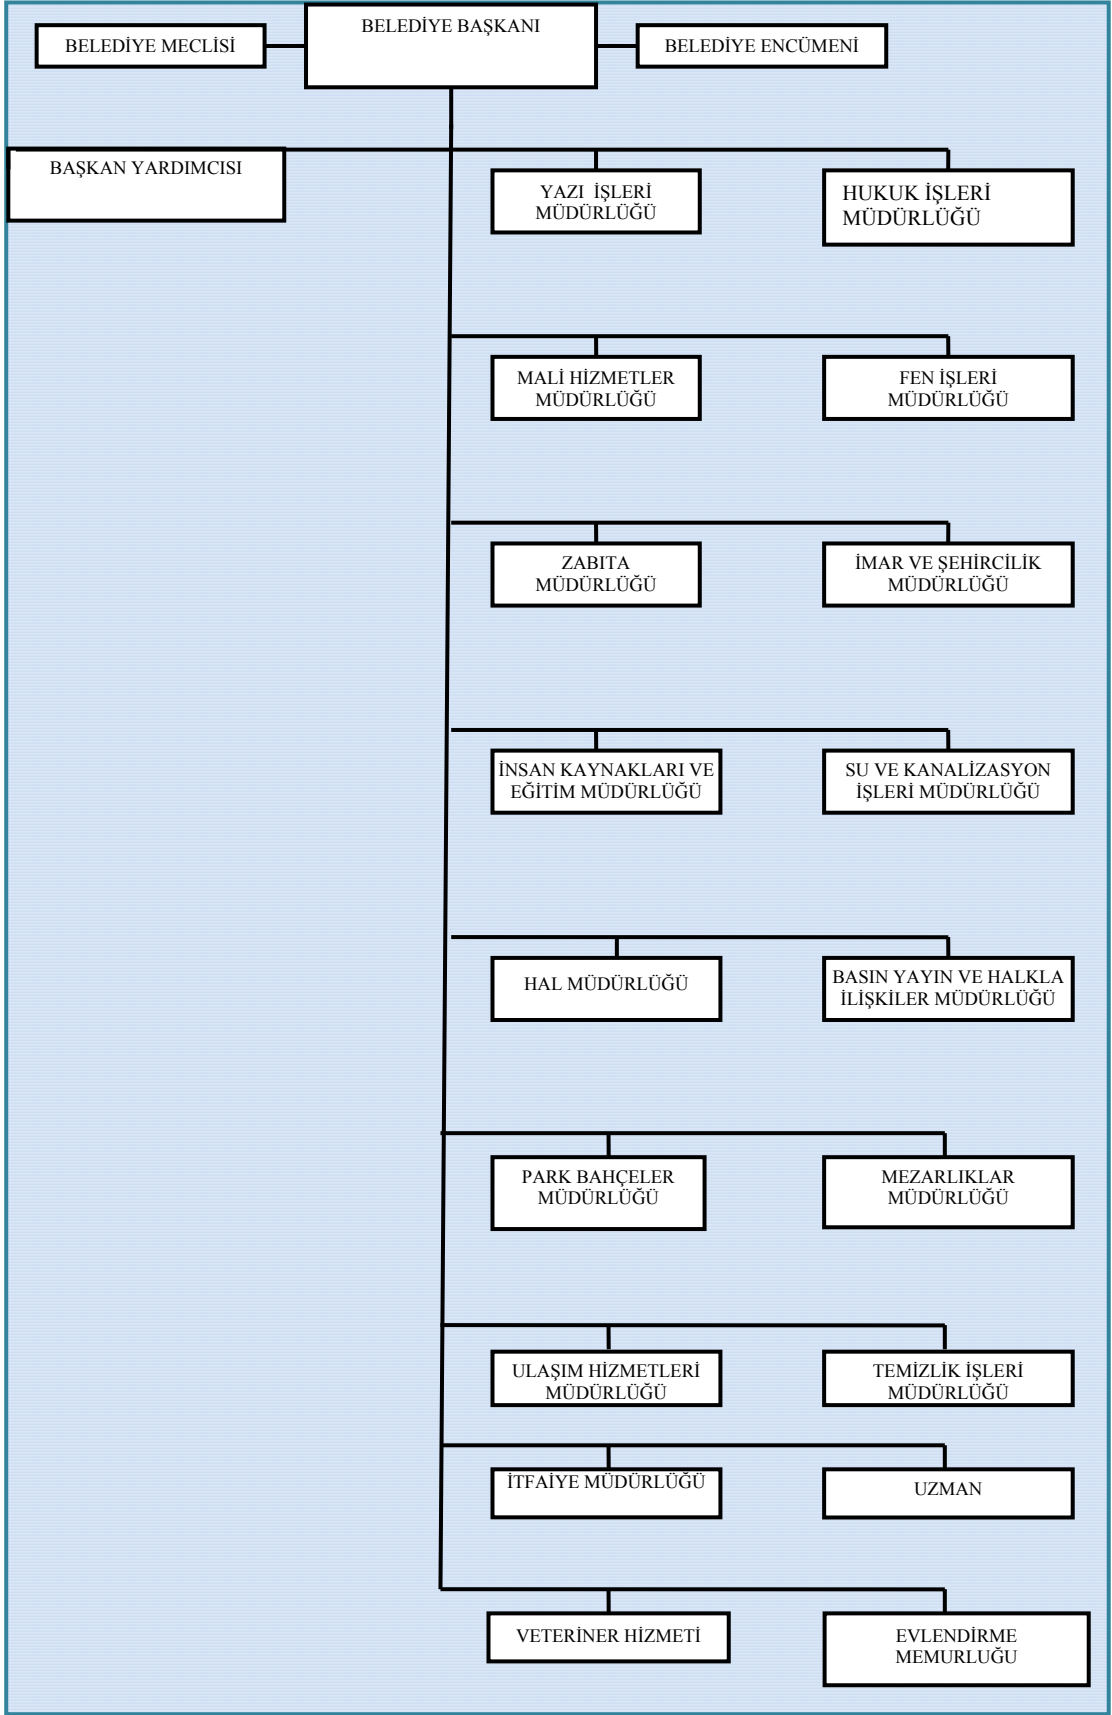 BELEDİYE BAŞKANI
BELEDİYE MECLİSİ
BELEDİYE ENCÜMENİ
BAŞKAN YARDIMCISI
YAZI İŞLERİ
MÜDÜRLÜĞÜ
HUKUK İŞLERİ
MÜDÜRLÜĞÜ
MALİ HİZMETLER
MÜDÜRLÜĞÜ
FEN İŞLERİ
MÜDÜRLÜĞÜ
ZABITA
MÜDÜRLÜĞÜ
İMAR VE ŞEHİRCİLİK
MÜDÜRLÜĞÜ
İNSAN KAYNAKLARI VE
EĞİTİM MÜDÜRLÜĞÜ
SU VE KANALİZASYON
İŞLERİ MÜDÜRLÜĞÜ
HAL MÜDÜRLÜĞÜ
BASIN YAYIN VE HALKLA
İLİŞKİLER MÜDÜRLÜĞÜ
PARK BAHÇELER
MÜDÜRLÜĞÜ
MEZARLIKLAR
MÜDÜRLÜĞÜ
ULAŞIM HİZMETLERİ
MÜDÜRLÜĞÜ
TEMİZLİK İŞLERİ
MÜDÜRLÜĞÜ
İTFAİYE MÜDÜRLÜĞÜ
UZMAN
VETERİNER HİZMETİ
EVLENDİRME
MEMURLUĞU